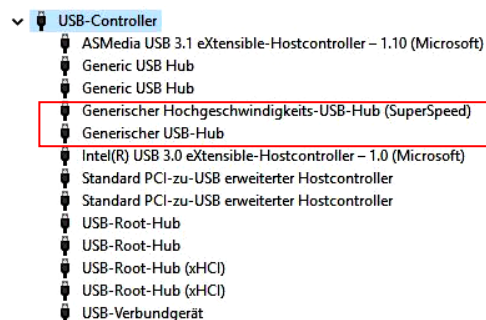 USB-Controller
ASMedia USB 3.1 eXtensible-Hostcontroller – 1.10 (Microsoft)
Generic USB Hub
Generic USB Hub
Generischer Hochgeschwindigkeits-USB-Hub (SuperSpeed)
Generischer USB-Hub
Intel(R) USB 3.0 eXtensible-Hostcontroller – 1.0 (Microsoft)
Standard PCI-zu-USB erweiterter Hostcontroller
Standard PCI-zu-USB erweiterter Hostcontroller
USB-Root-Hub
USB-Root-Hub
USB-Root-Hub (xHCI)
USB-Root-Hub (xHCI)
USB-Verbundgerät